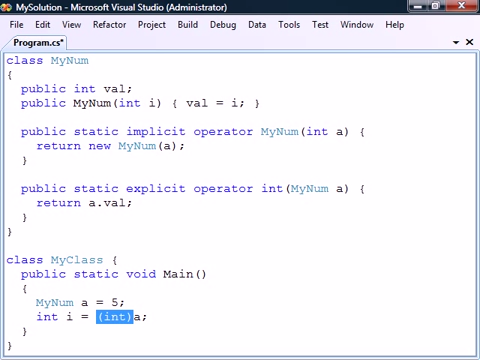 MySolution - Microsoft Visual Studio (Administrator)
File Edit View Refactor Project Build Debug Data Test Window Help
Program.cs*
class MyNum
{
  public int val;
  public MyNum(int i) { val = i; }

  public static implicit operator MyNum(int a) {
    return new MyNum(a);
  }

  public static explicit operator int(MyNum a) {
    return a.val;
  }
}

class MyClass {
  public static void Main()
  {
    MyNum a = 5;
    int i = (int)a;
  }
}